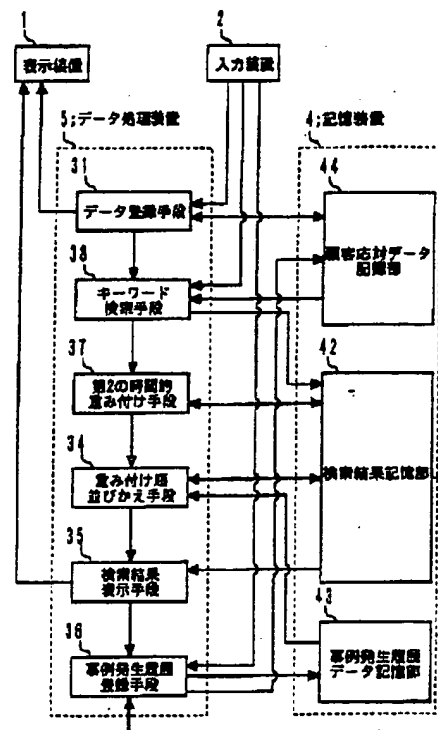 1
表示装置
2
入力装置
5;データ処理装置
4;記憶装置
31
データ登録手段
44
顧客応対データ
記憶部
38
キーワード
検索手段
42
検索結果記憶部
37
第2の時間的
重み付け手段
34
重み付け順
並びかえ手段
35
検索結果
表示手段
43
事例発生履歴
データ記憶部
36
事例発生履歴
登録手段